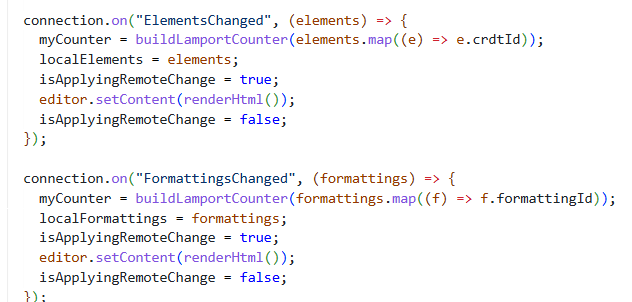 connection.on("ElementsChanged", (elements) => {
  myCounter = buildLamportCounter(elements.map((e) => e.crdtId));
  localElements = elements;
  isApplyingRemoteChange = true;
  editor.setContent(renderHtml());
  isApplyingRemoteChange = false;
});

connection.on("FormattingsChanged", (formattings) => {
  myCounter = buildLamportCounter(formattings.map((f) => f.formattingId));
  localFormattings = formattings;
  isApplyingRemoteChange = true;
  editor.setContent(renderHtml());
  isApplyingRemoteChange = false;
});